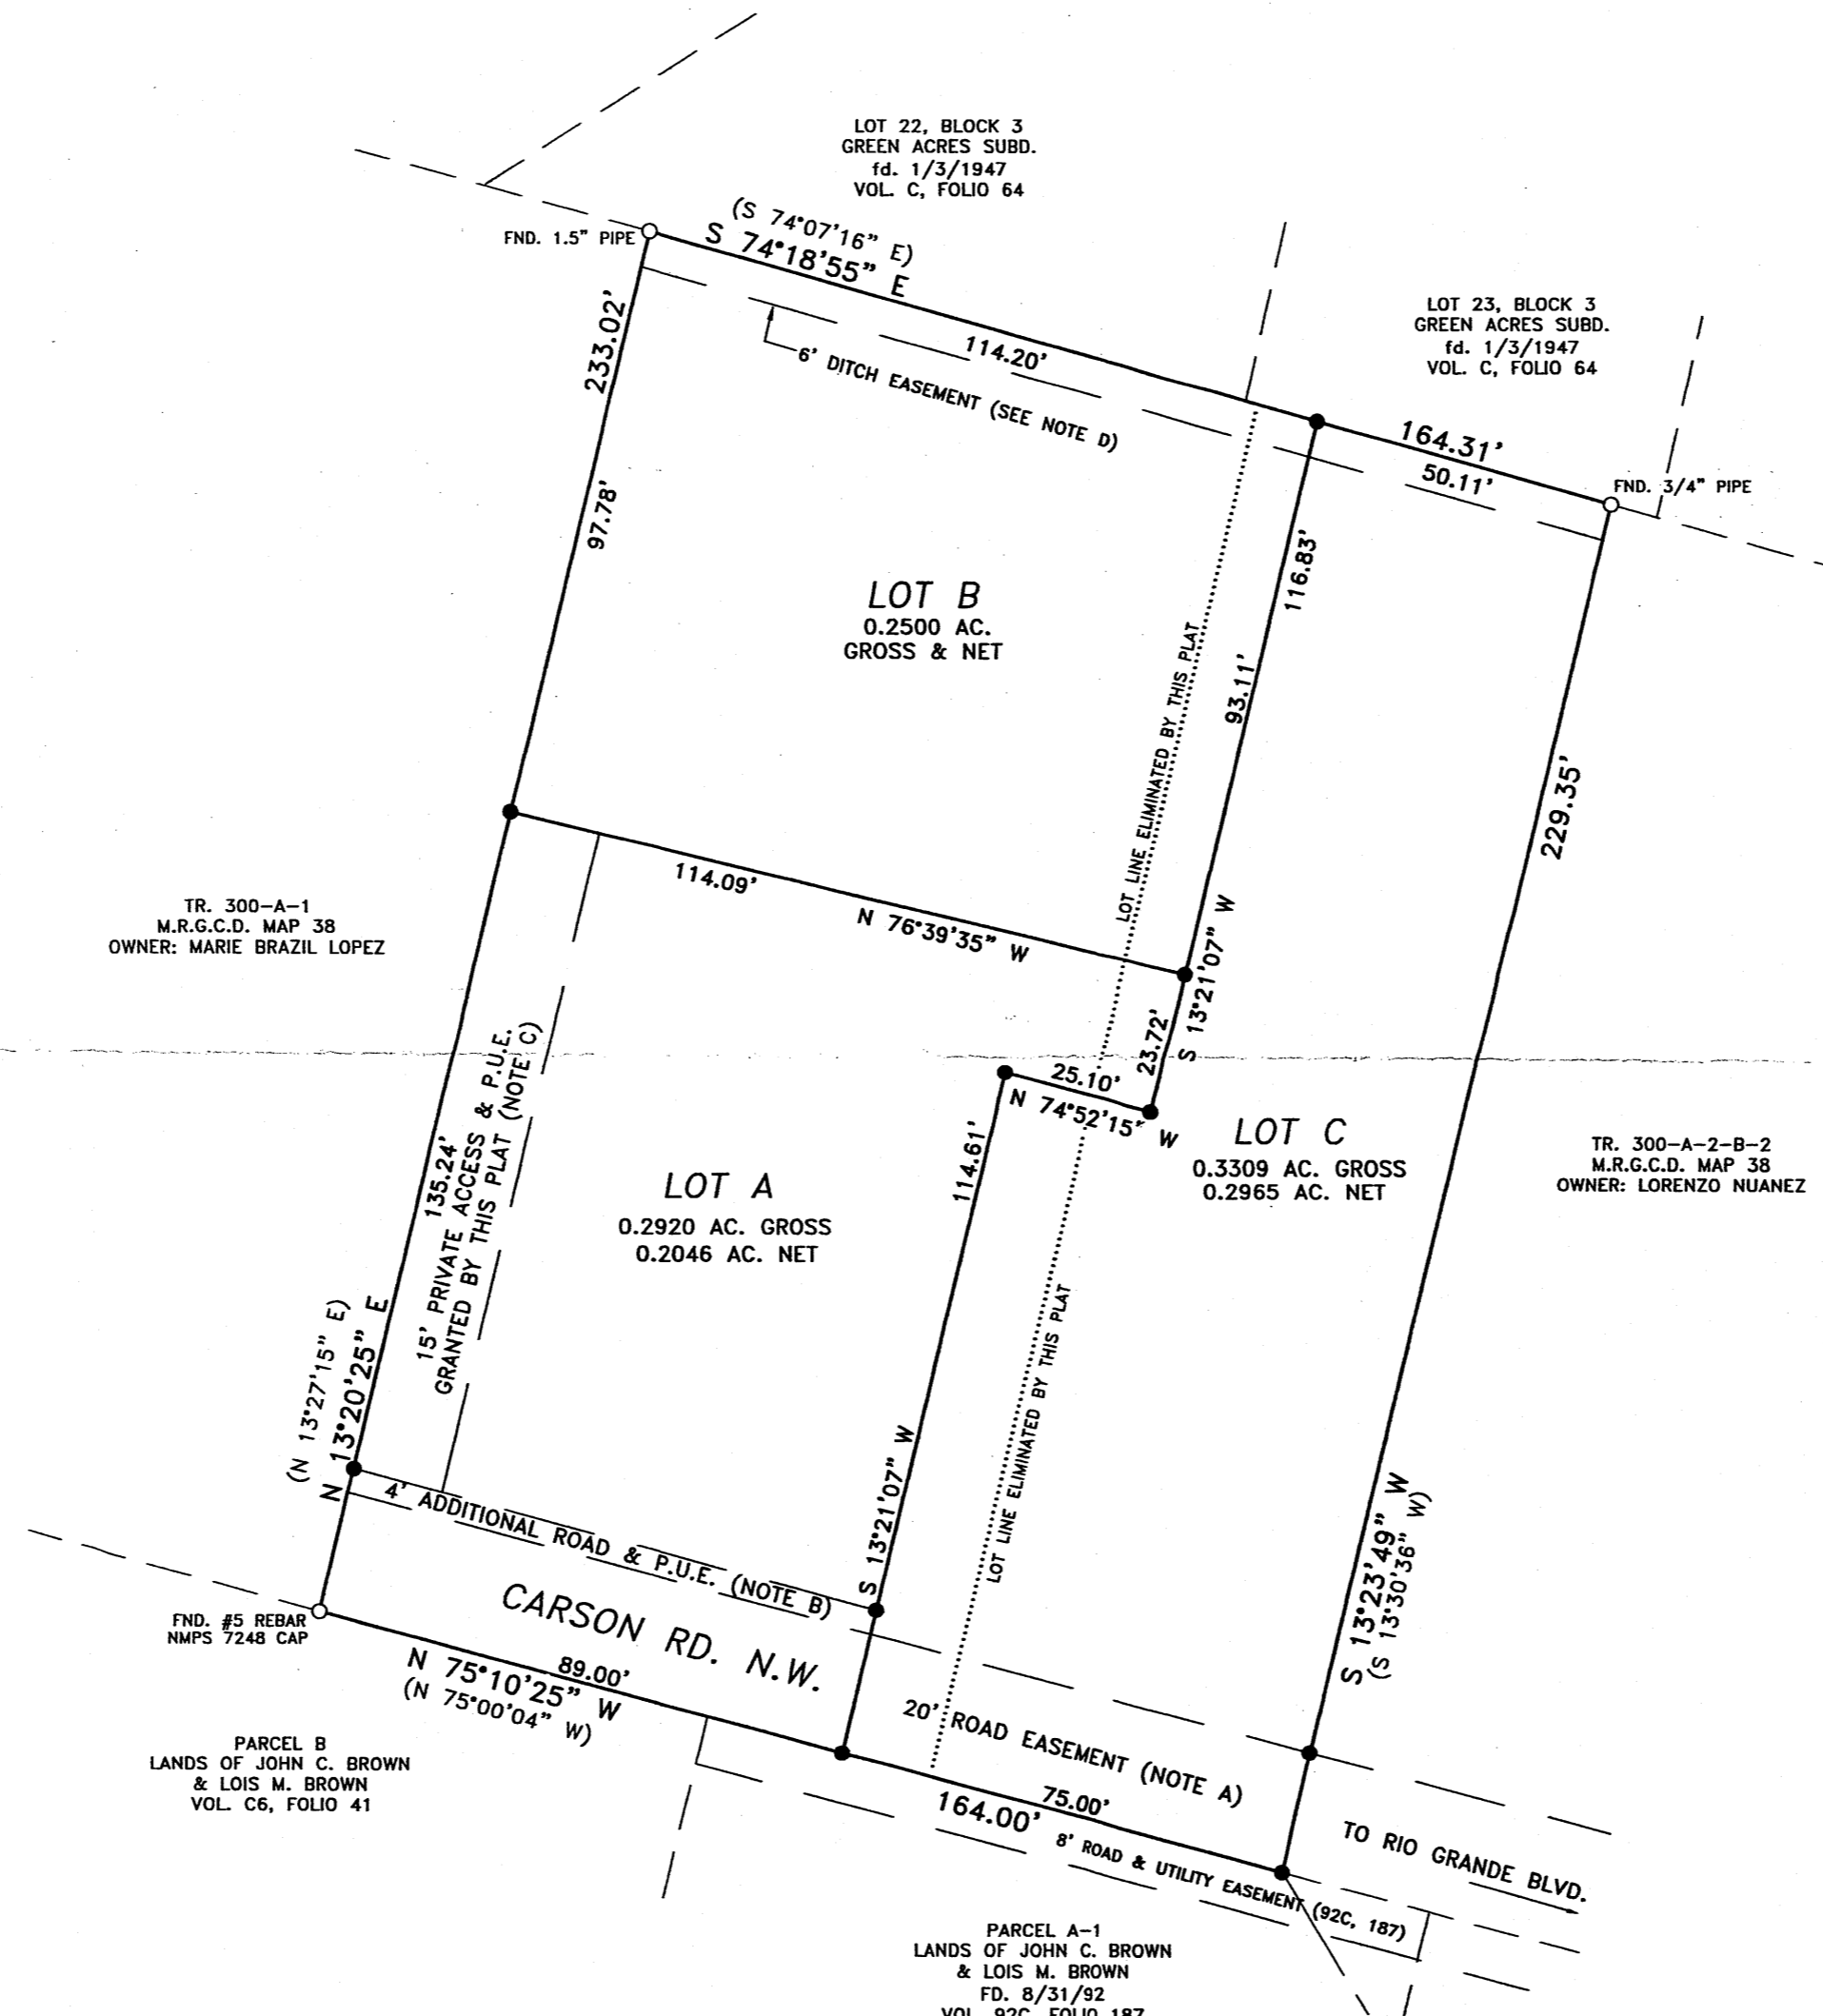 LOT 22, BLOCK 3
GREEN ACRES SUBD.
fd. 1/3/1947
VOL. C, FOLIO 64
(S 74°07'16" E)
S 74°18'55" E
FND. 1.5" PIPE
LOT 23, BLOCK 3
GREEN ACRES SUBD.
fd. 1/3/1947
VOL. C, FOLIO 64
233.02'
114.20'
6' DITCH EASEMENT (SEE NOTE D)
164.31'
50.11'
FND. 3/4" PIPE
97.78'
116.83'
LOT B
0.2500 AC.
GROSS & NET
LOT LINE ELIMINATED BY THIS PLAT
93.11'
229.35'
114.09'
N 76°39'35" W
S 13°21'07" W
TR. 300-A-1
M.R.G.C.D. MAP 38
OWNER: MARIE BRAZIL LOPEZ
23.72'
25.10'
N 74°52'15" W
15' PRIVATE ACCESS & P.U.E.
GRANTED BY THIS PLAT (NOTE C)
135.24'
114.61'
LOT A
0.2920 AC. GROSS
0.2046 AC. NET
LOT C
0.3309 AC. GROSS
0.2965 AC. NET
TR. 300-A-2-B-2
M.R.G.C.D. MAP 38
OWNER: LORENZO NUANEZ
(N 13°27'15" E)
N 13°20'25" E
LOT LINE ELIMINATED BY THIS PLAT
S 13°21'07" W
S 13°23'49" W
(S 13°30'36" W)
4' ADDITIONAL ROAD & P.U.E. (NOTE B)
CARSON RD. N.W.
FND. #5 REBAR
NMPS 7248 CAP
89.00'
N 75°10'25" W
(N 75°00'04" W)
20' ROAD EASEMENT (NOTE A)
75.00'
164.00'
8' ROAD & UTILITY EASEMENT (92C, 187)
TO RIO GRANDE BLVD.
PARCEL B
LANDS OF JOHN C. BROWN
& LOIS M. BROWN
VOL. C6, FOLIO 41
PARCEL A-1
LANDS OF JOHN C. BROWN
& LOIS M. BROWN
FD. 8/31/92
VOL. 92C, FOLIO 187